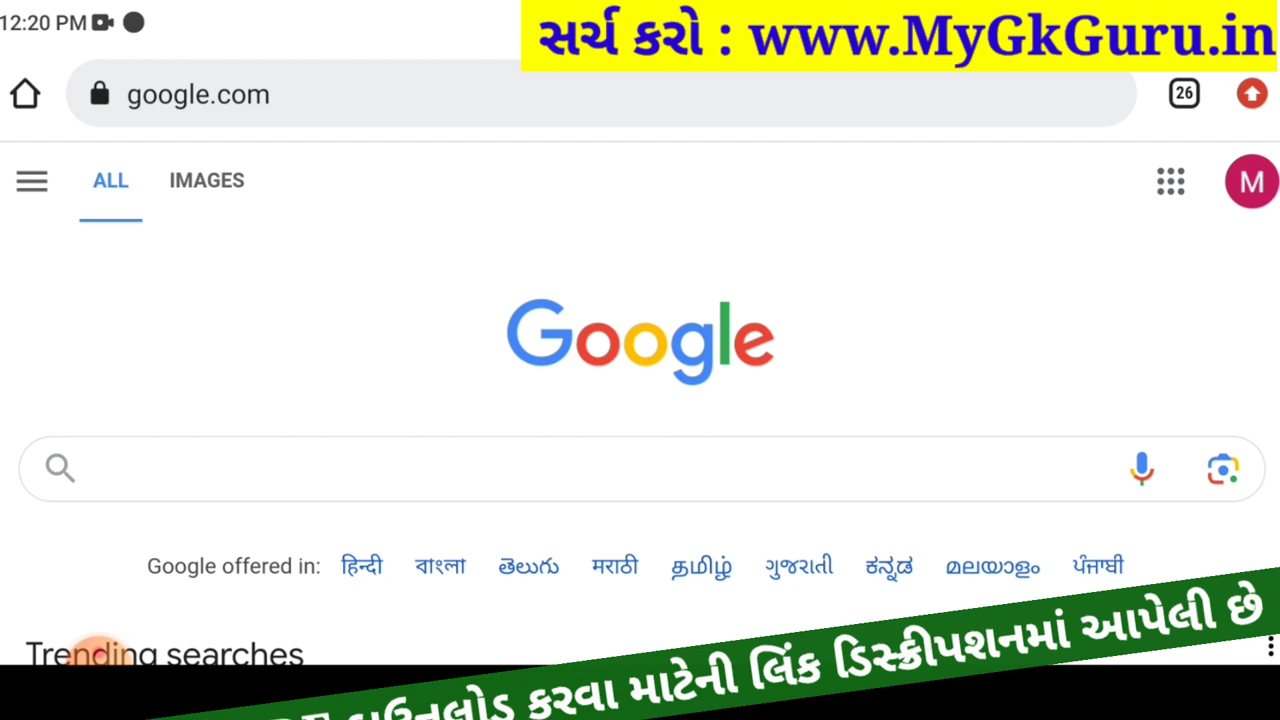 12:20 PM
સર્ચ કરો : www.MyGkGuru.in
google.com
26
ALL IMAGES
M
Google
Google offered in: हिन्दी বাংলা తెలుగు मराठी தமிழ் ગુજરાતી ಕನ್ನಡ മലയാളം ਪੰਜਾਬੀ
Trending searches
કરવા માટેની લિંક ડિસ્ક્રીપશનમાં આપેલી છે